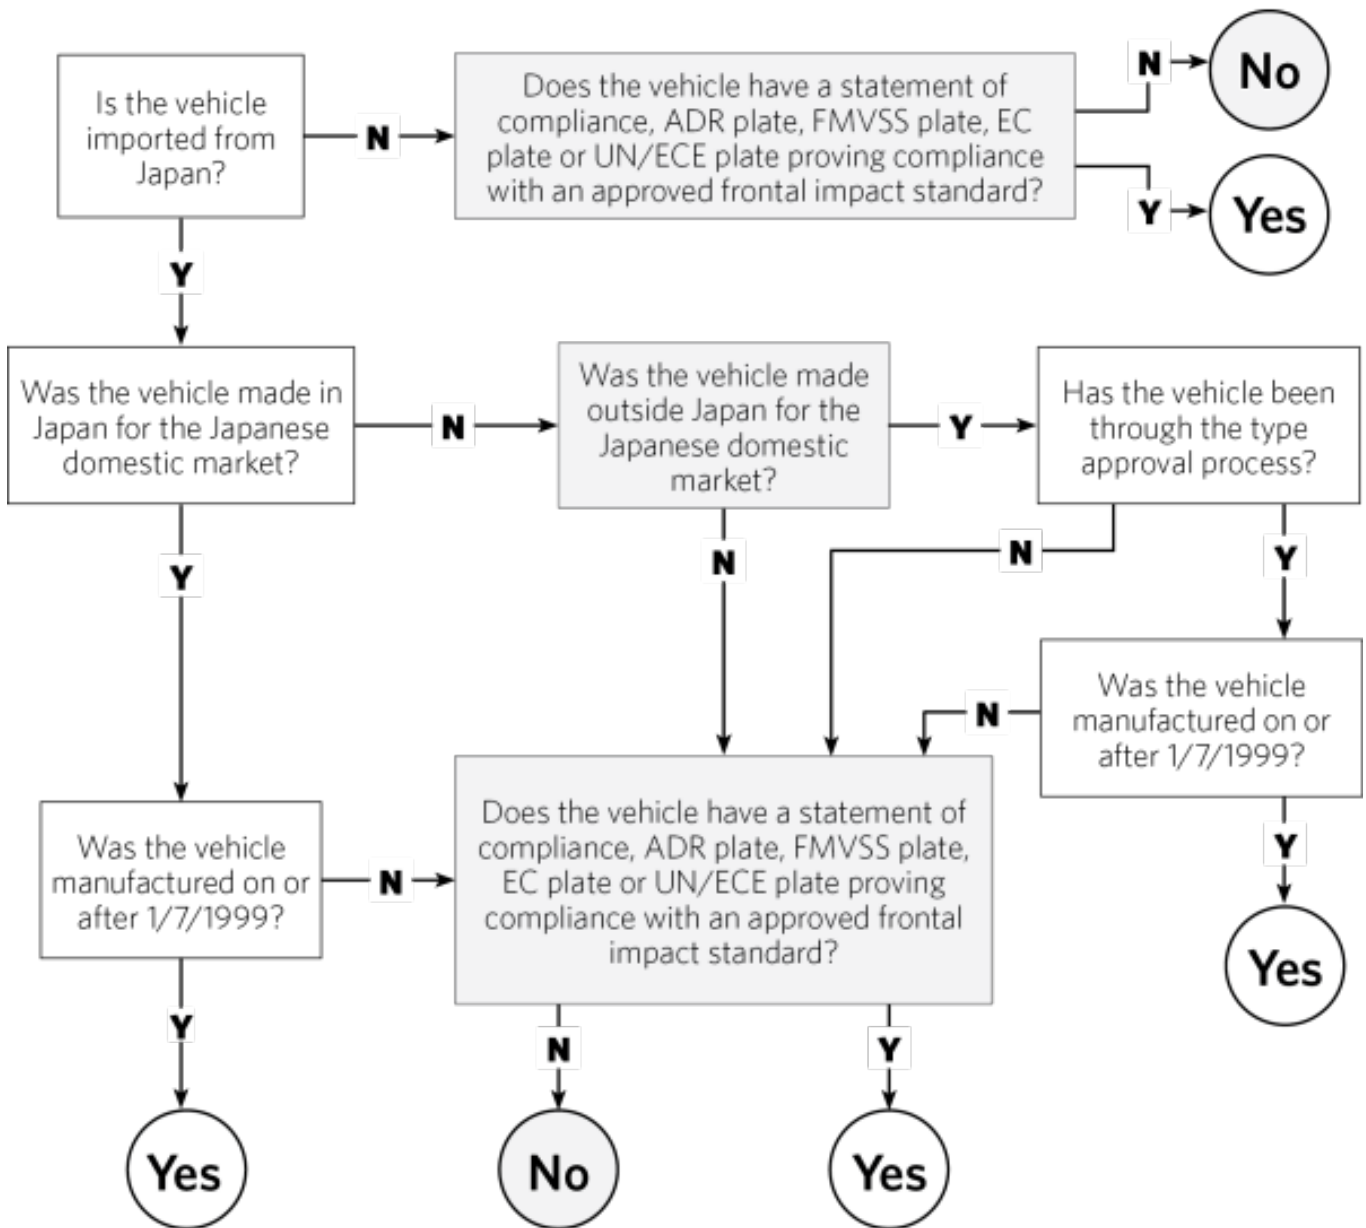 Is the vehicle
imported from
Japan?
N
Does the vehicle have a statement of
compliance, ADR plate, FMVSS plate, EC
plate or UN/ECE plate proving compliance
with an approved frontal impact standard?
N
No
Y
Yes
Y
Was the vehicle made in
Japan for the Japanese
domestic market?
N
Was the vehicle made
outside Japan for the
Japanese domestic
market?
Y
Has the vehicle been
through the type
approval process?
Y
N
N
Y
Was the vehicle
manufactured on or
after 1/7/1999?
N
Y
Yes
Was the vehicle
manufactured on or
after 1/7/1999?
N
Does the vehicle have a statement of
compliance, ADR plate, FMVSS plate,
EC plate or UN/ECE plate proving
compliance with an approved frontal
impact standard?
Y
Yes
N
No
Y
Yes